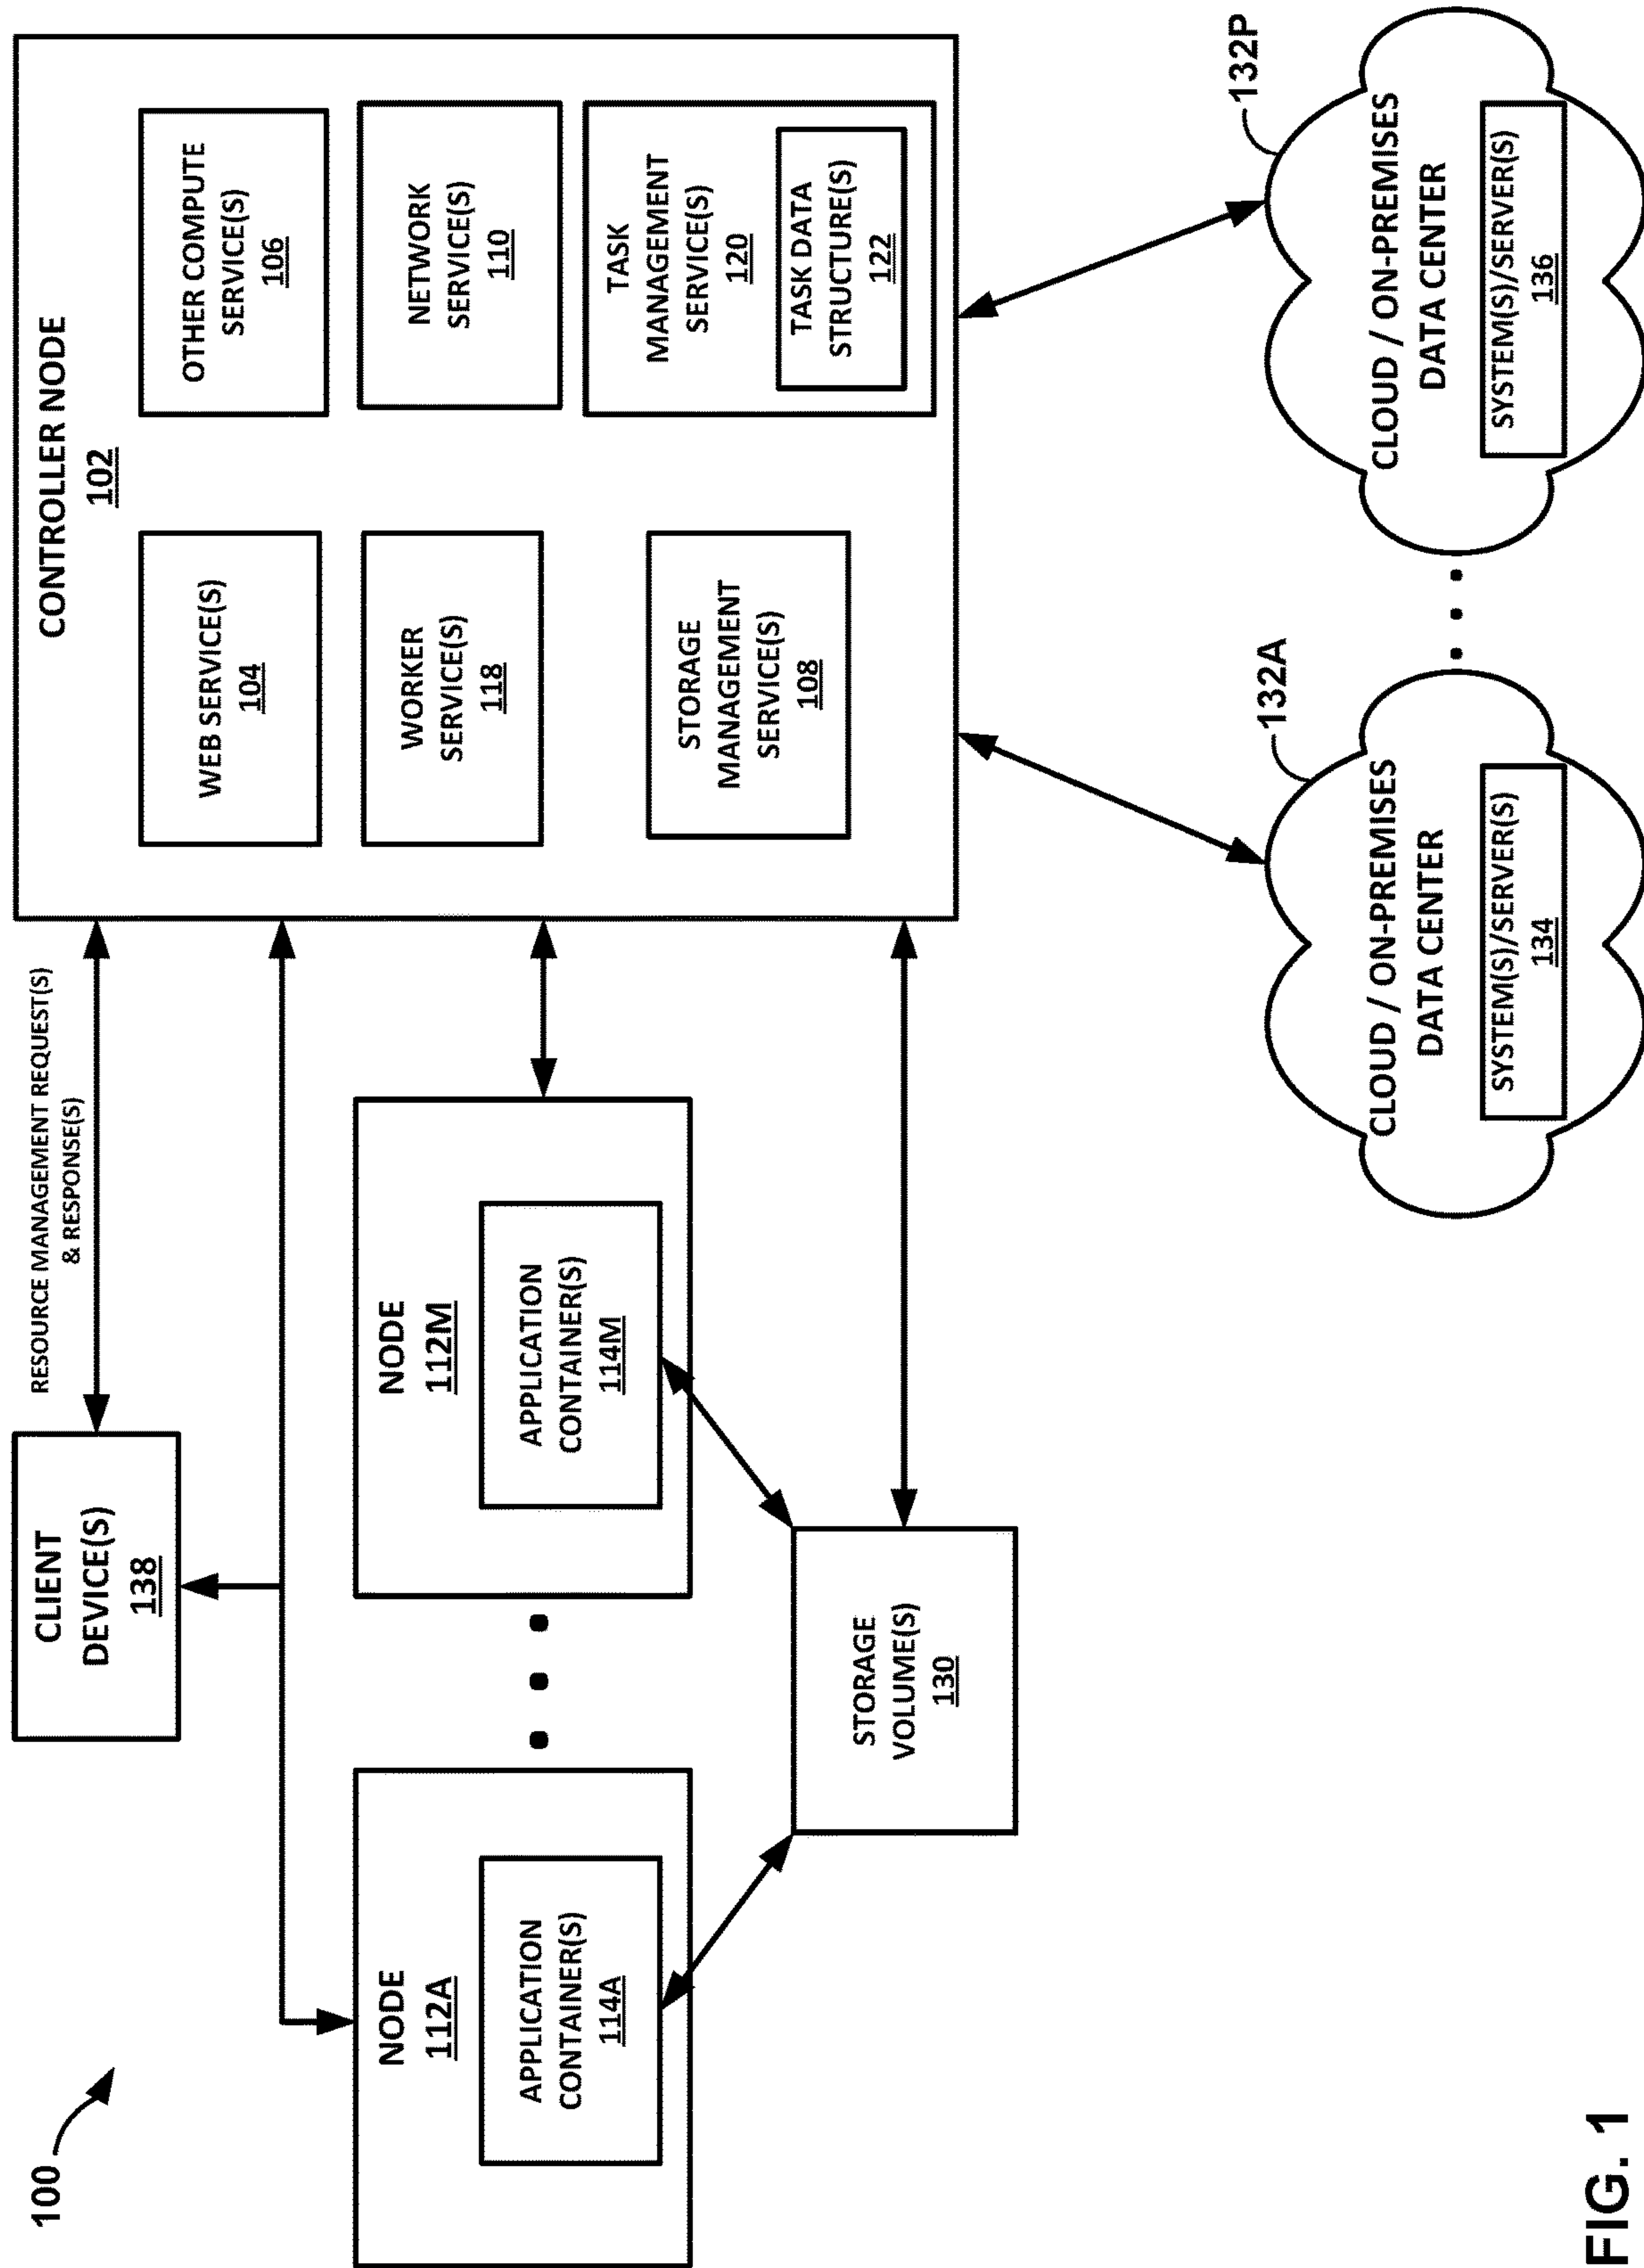 100
CLIENT
DEVICE(S)
138
RESOURCE MANAGEMENT REQUEST(S)
& RESPONSE(S)
CONTROLLER NODE
102
WEB SERVICE(S)
104
OTHER COMPUTE
SERVICE(S)
106
WORKER
SERVICE(S)
118
NETWORK
SERVICE(S)
110
STORAGE
MANAGEMENT
SERVICE(S)
108
TASK
MANAGEMENT
SERVICE(S)
120
TASK DATA
STRUCTURE(S)
122
NODE
112A
APPLICATION
CONTAINER(S)
114A
NODE
112M
APPLICATION
CONTAINER(S)
114M
STORAGE
VOLUME(S)
130
132A
CLOUD / ON-PREMISES
DATA CENTER
SYSTEM(S)/SERVER(S)
134
132P
CLOUD / ON-PREMISES
DATA CENTER
SYSTEM(S)/SERVER(S)
136
FIG. 1